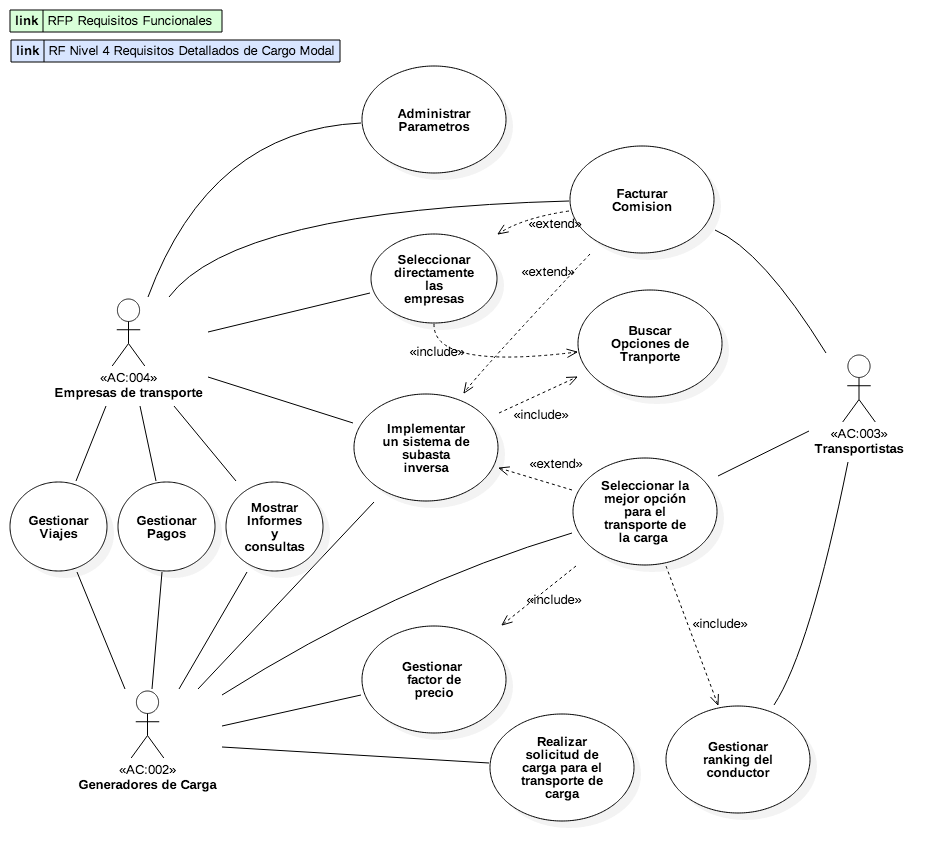 link RFP Requisitos Funcionales
link RF Nivel 4 Requisitos Detallados de Cargo Modal
Administrar
Parametros
Facturar
Comision
«extend»
Seleccionar
directamente
las
empresas
«extend»
Buscar
Opciones de
Tranporte
«include»
«AC:004»
Empresas de transporte
«include»
Implementar
un sistema de
subasta
inversa
«AC:003»
Transportistas
«extend»
Seleccionar la
mejor opción
para el
transporte de
la carga
Gestionar
Viajes
Gestionar
Pagos
Mostrar
Informes
y
consultas
«include»
«include»
Gestionar
factor de
precio
Realizar
solicitud de
carga para el
transporte de
carga
Gestionar
ranking del
conductor
«AC:002»
Generadores de Carga